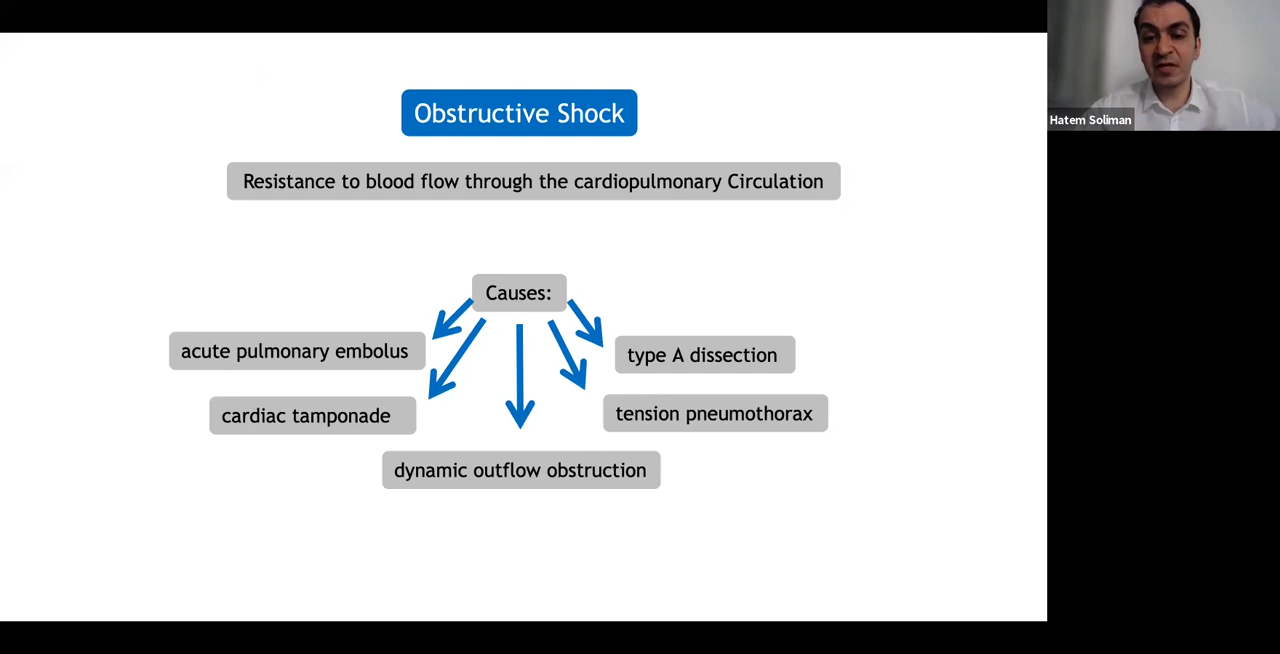 Obstructive Shock
Hatem Soliman
Resistance to blood flow through the cardiopulmonary Circulation
Causes:
acute pulmonary embolus
type A dissection
cardiac tamponade
tension pneumothorax
dynamic outflow obstruction